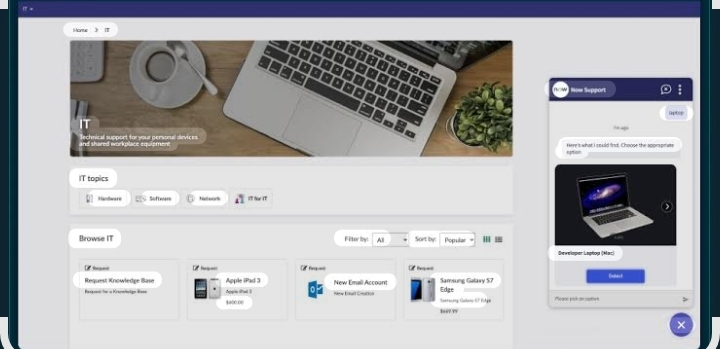 IT
Home > IT
IT
Technical support for your personal devices
and shared workplace equipment
IT topics
Hardware
Software
Network
IT for IT
Browse IT
Filter by: All
Sort by: Popular
Request
Request Knowledge Base
Request for a Knowledge Base
Request
Apple iPad 3
Apple iPad 3
$600.00
Request
New Email Account
New Email Creation
Request
Samsung Galaxy S7
Edge
Samsung Galaxy S7 Edge
$669.99
now Now Support
laptop
1m ago
Here's what I could find. Choose the appropriate
option
Developer Laptop (Mac)
Select
Please pick an option.